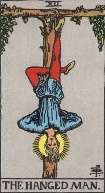 XII
THE HANGED MAN.